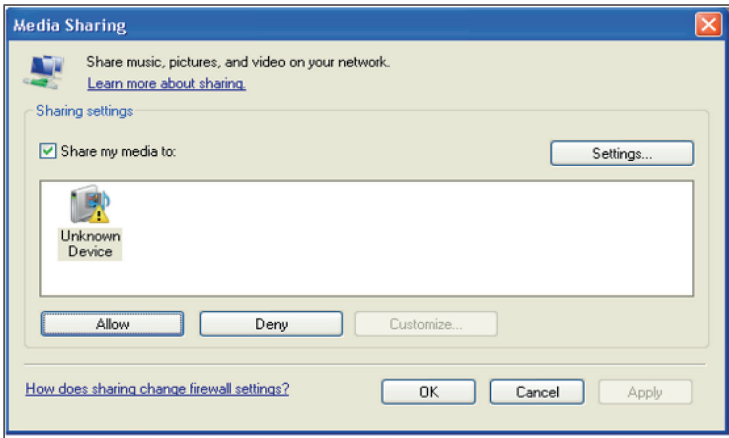 Media Sharing
Share music, pictures, and video on your network.
Learn more about sharing.
Sharing settings
Share my media to:
Settings...
Unknown
Device
Allow
Deny
Customize...
How does sharing change firewall settings?
OK
Cancel
Apply